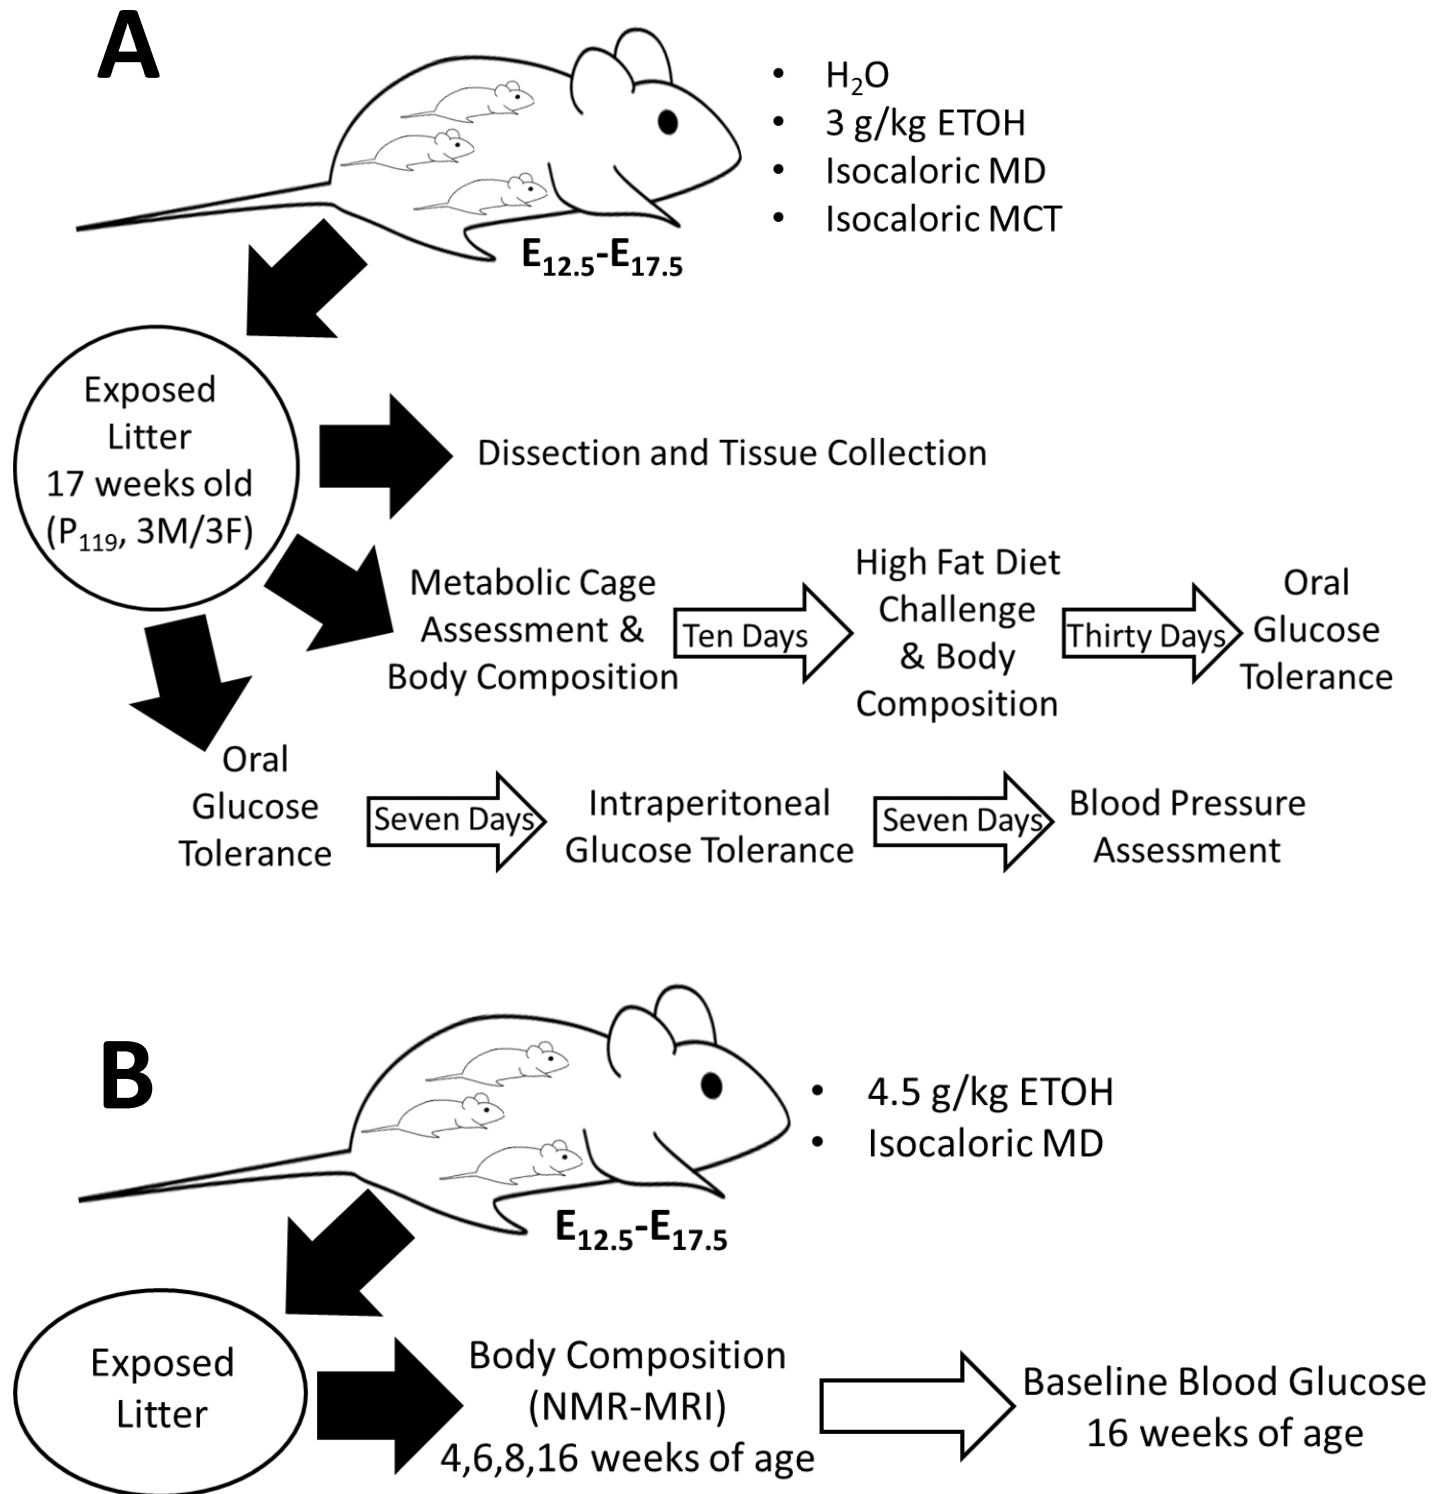 A
• H₂O
• 3 g/kg ETOH
• Isocaloric MD
• Isocaloric MCT
E₁₂.₅-E₁₇.₅
Exposed
Litter
17 weeks old
(P₁₁₉, 3M/3F)
Dissection and Tissue Collection
Metabolic Cage
Assessment &
Body Composition
Ten Days
High Fat Diet
Challenge
& Body
Composition
Thirty Days
Oral
Glucose
Tolerance
Oral
Glucose
Tolerance
Seven Days
Intraperitoneal
Glucose Tolerance
Seven Days
Blood Pressure
Assessment
B
• 4.5 g/kg ETOH
• Isocaloric MD
E₁₂.₅-E₁₇.₅
Exposed
Litter
Body Composition
(NMR-MRI)
4,6,8,16 weeks of age
Baseline Blood Glucose
16 weeks of age